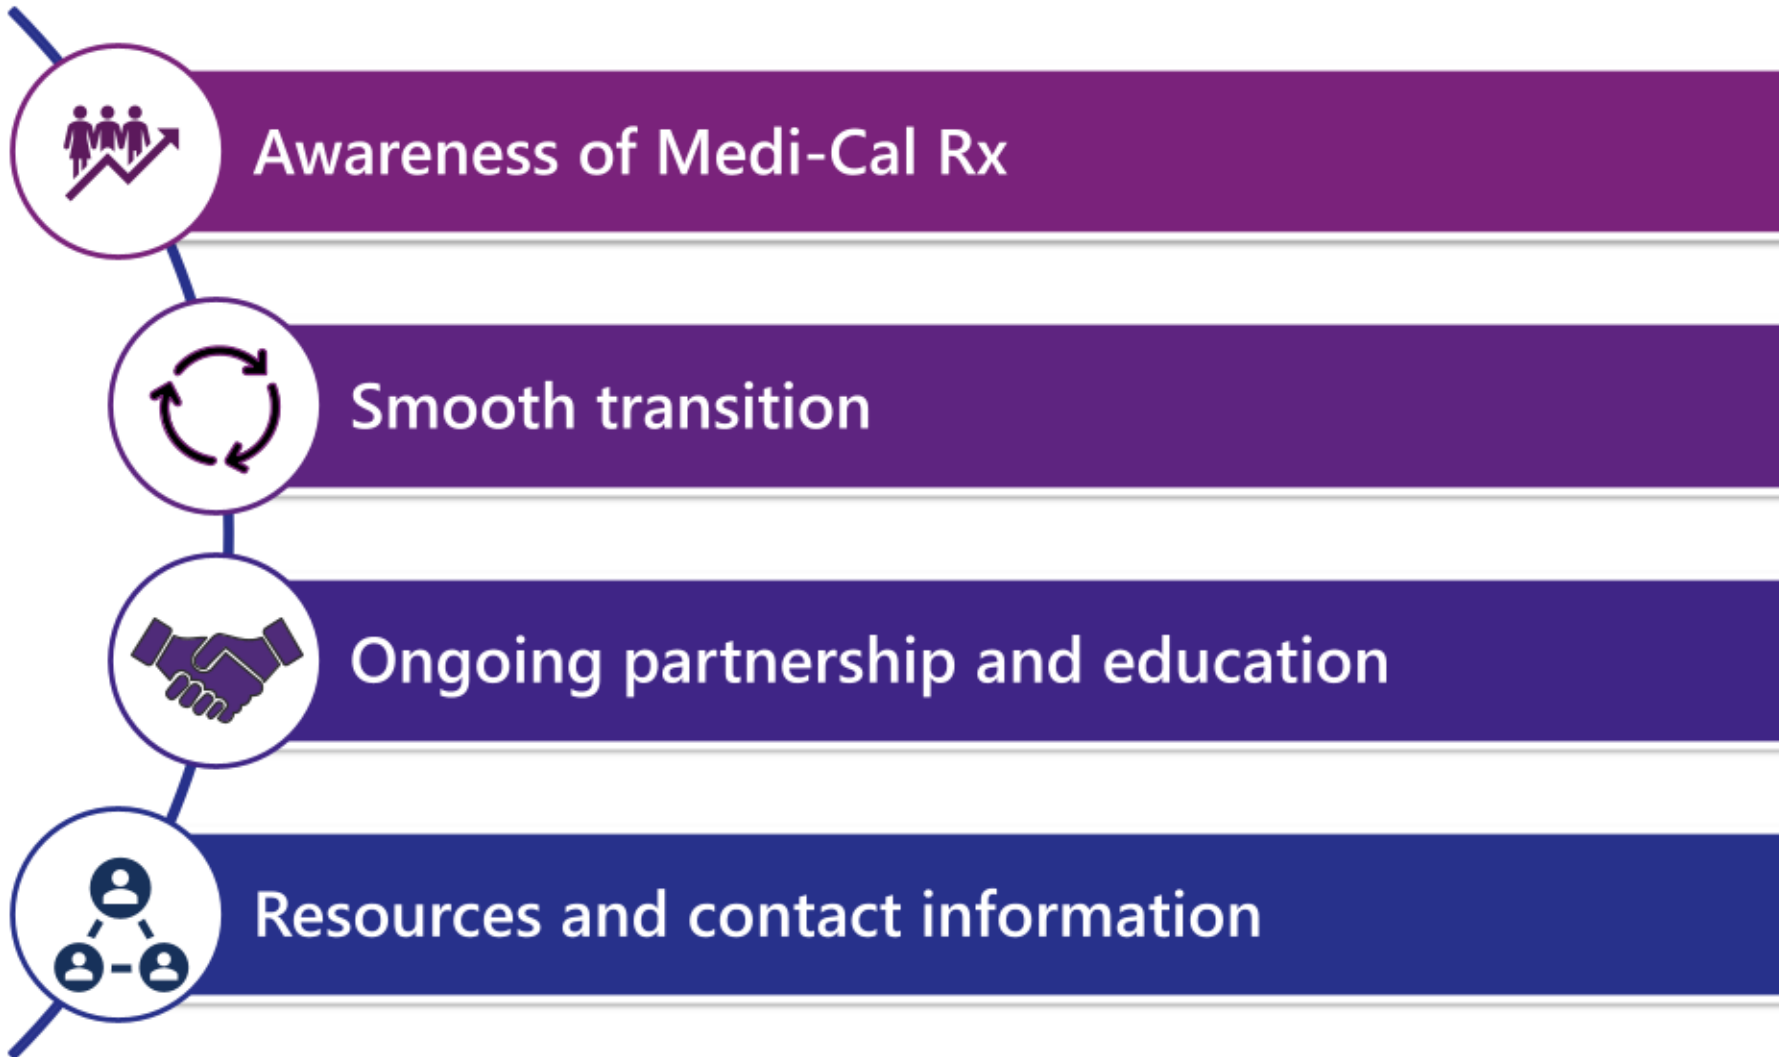 Awareness of Medi-Cal Rx
Smooth transition
Ongoing partnership and education
Resources and contact information